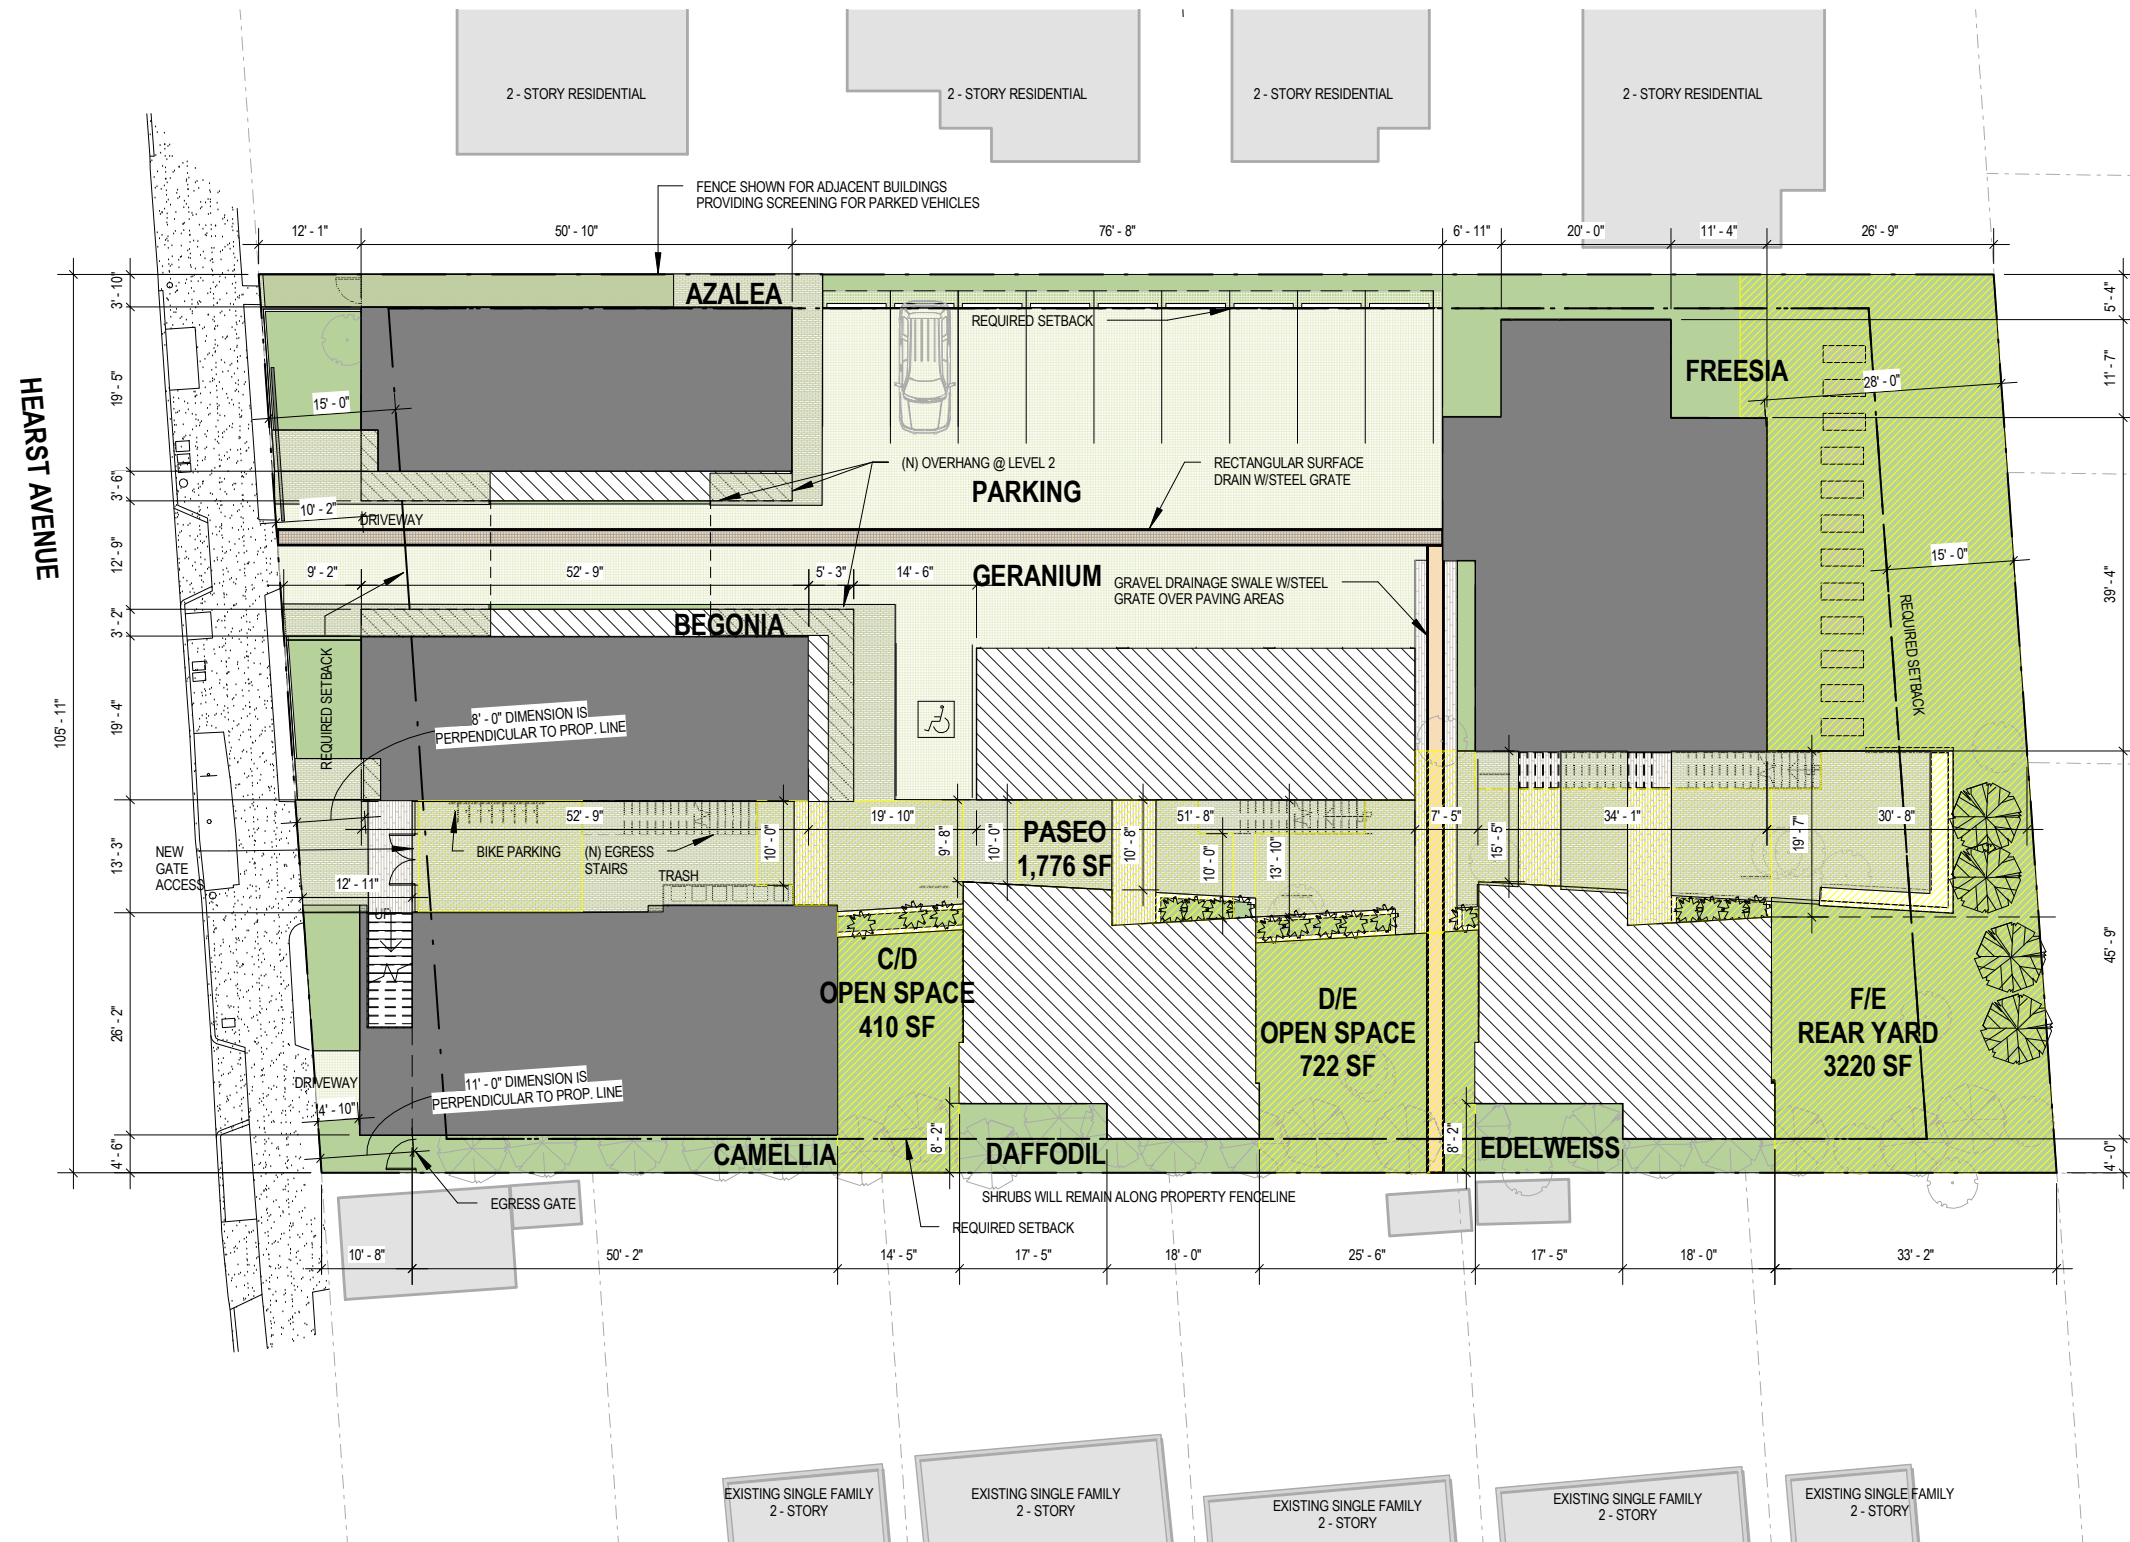 2 - STORY RESIDENTIAL
2 - STORY RESIDENTIAL
2 - STORY RESIDENTIAL
2 - STORY RESIDENTIAL
FENCE SHOWN FOR ADJACENT BUILDINGS
PROVIDING SCREENING FOR PARKED VEHICLES
12' - 1"
50' - 10"
76' - 8"
6' - 11"
20' - 0"
11' - 4"
26' - 9"
3' - 10"
AZALEA
5' - 4"
REQUIRED SETBACK
HEARST AVENUE
19' - 5"
15' - 0"
FREESIA
28' - 0"
11' - 7"
3' - 6"
(N) OVERHANG @ LEVEL 2
PARKING
RECTANGULAR SURFACE
DRAIN W/STEEL GRATE
10' - 2"
DRIVEWAY
12' - 9"
9' - 2"
52' - 9"
5' - 3"
14' - 6"
GERANIUM
GRAVEL DRAINAGE SWALE W/STEEL
GRATE OVER PAVING AREAS
15' - 0"
39' - 4"
3' - 2"
BEGONIA
REQUIRED SETBACK
REQUIRED SETBACK
105' - 11"
19' - 4"
8' - 0" DIMENSION IS
PERPENDICULAR TO PROP. LINE
52' - 9"
19' - 10"
51' - 8"
7' - 5"
34' - 1"
30' - 8"
13' - 3"
NEW
GATE
ACCESS
BIKE PARKING
(N) EGRESS
STAIRS
TRASH
10' - 0"
9' - 8"
10' - 0"
PASEO
1,776 SF
10' - 8"
10' - 0"
13' - 10"
15' - 5"
19' - 7"
12' - 11"
UP
C/D
OPEN SPACE
410 SF
D/E
OPEN SPACE
722 SF
F/E
REAR YARD
3220 SF
45' - 9"
26' - 2"
DRIVEWAY
11' - 0" DIMENSION IS
PERPENDICULAR TO PROP. LINE
4' - 10"
4' - 6"
CAMELLIA
8' - 2"
DAFFODIL
8' - 2"
EDELWEISS
4' - 0"
EGRESS GATE
SHRUBS WILL REMAIN ALONG PROPERTY FENCELINE
REQUIRED SETBACK
10' - 8"
50' - 2"
14' - 5"
17' - 5"
18' - 0"
25' - 6"
17' - 5"
18' - 0"
33' - 2"
EXISTING SINGLE FAMILY
2 - STORY
EXISTING SINGLE FAMILY
2 - STORY
EXISTING SINGLE FAMILY
2 - STORY
EXISTING SINGLE FAMILY
2 - STORY
EXISTING SINGLE FAMILY
2 - STORY